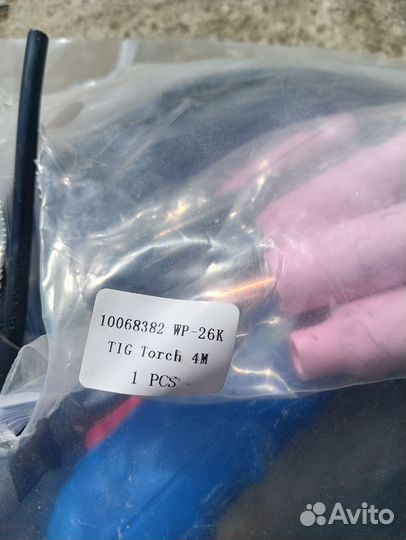 10068382 WP-26K
TIG Torch 4M
1 PCS
Avito